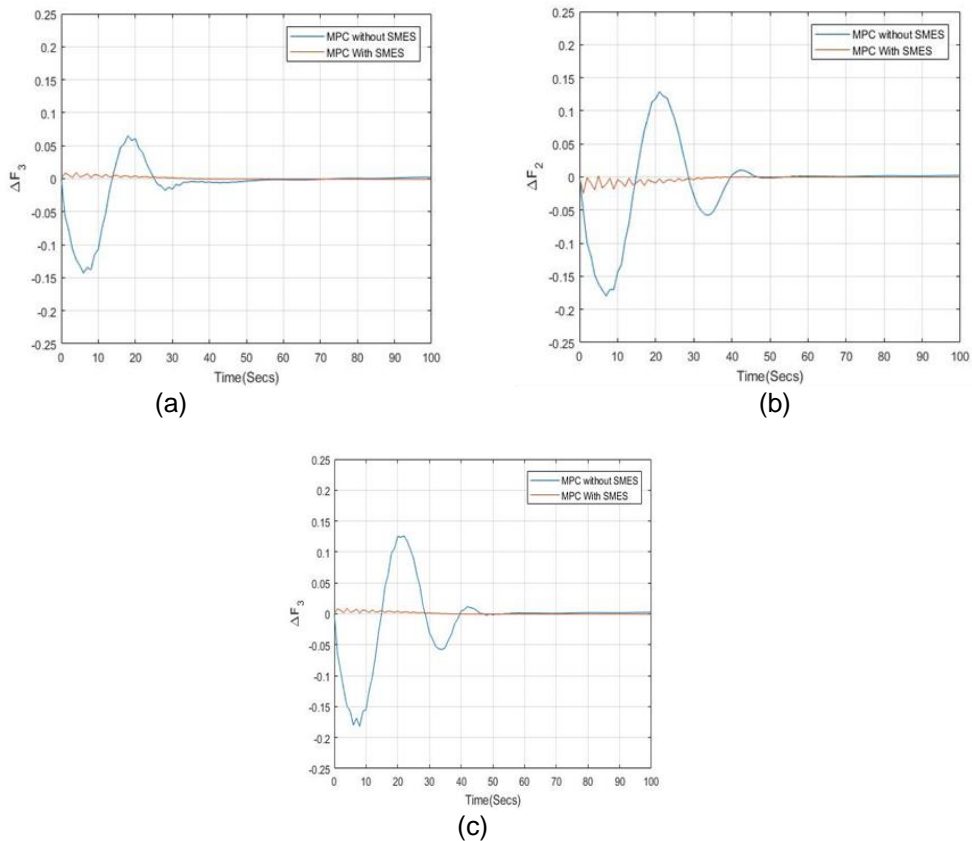 0.25
0.2
0.15
0.1
0.05
0
-0.05
-0.1
-0.15
-0.2
-0.25
ΔF3
MPC without SMES
MPC With SMES
0 10 20 30 40 50 60 70 80 90 100
Time(Secs)
(a)
0.25
0.2
0.15
0.1
0.05
0
-0.05
-0.1
-0.15
-0.2
-0.25
ΔF2
MPC without SMES
MPC With SMES
0 10 20 30 40 50 60 70 80 90 100
Time(Secs)
(b)
0.25
0.2
0.15
0.1
0.05
0
-0.05
-0.1
-0.15
-0.2
-0.25
ΔF3
MPC without SMES
MPC With SMES
0 10 20 30 40 50 60 70 80 90 100
Time(Secs)
(c)